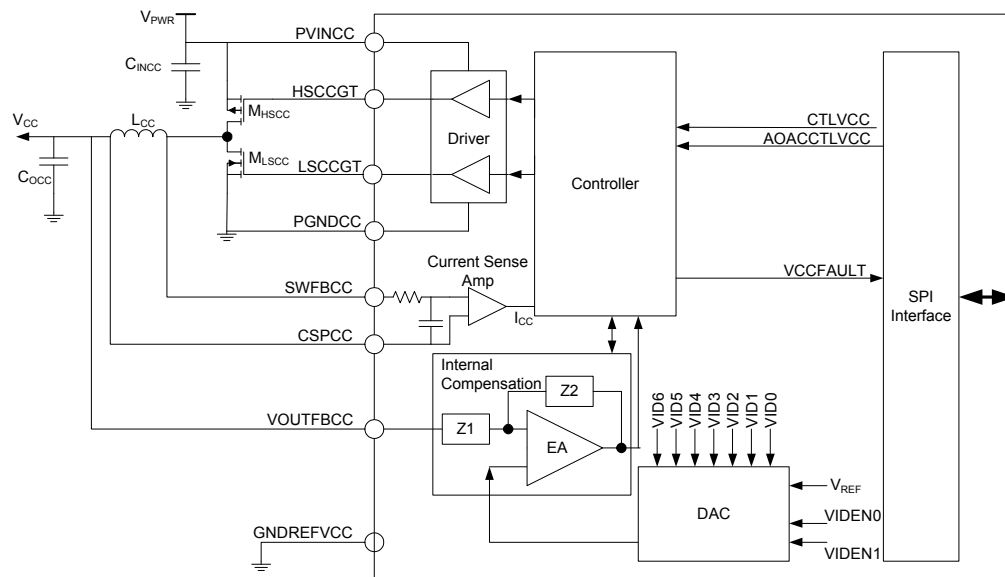 VPWR
PVINCC
CINCC
HSCCGT
MHSCC
Driver
VCC
LCC
MLSCC
LSCCGT
COCC
PGNDCC
Controller
CTLVCC
AOACCTLVCC
VCCFAULT
SPI
Interface
Current Sense
Amp
SWFBCC
ICC
CSPCC
Internal
Compensation
Z2
VOUTFBCC
Z1
EA
VID6
VID5
VID4
VID3
VID2
VID1
VID0
VREF
DAC
VIDEN0
VIDEN1
GNDREFVCC